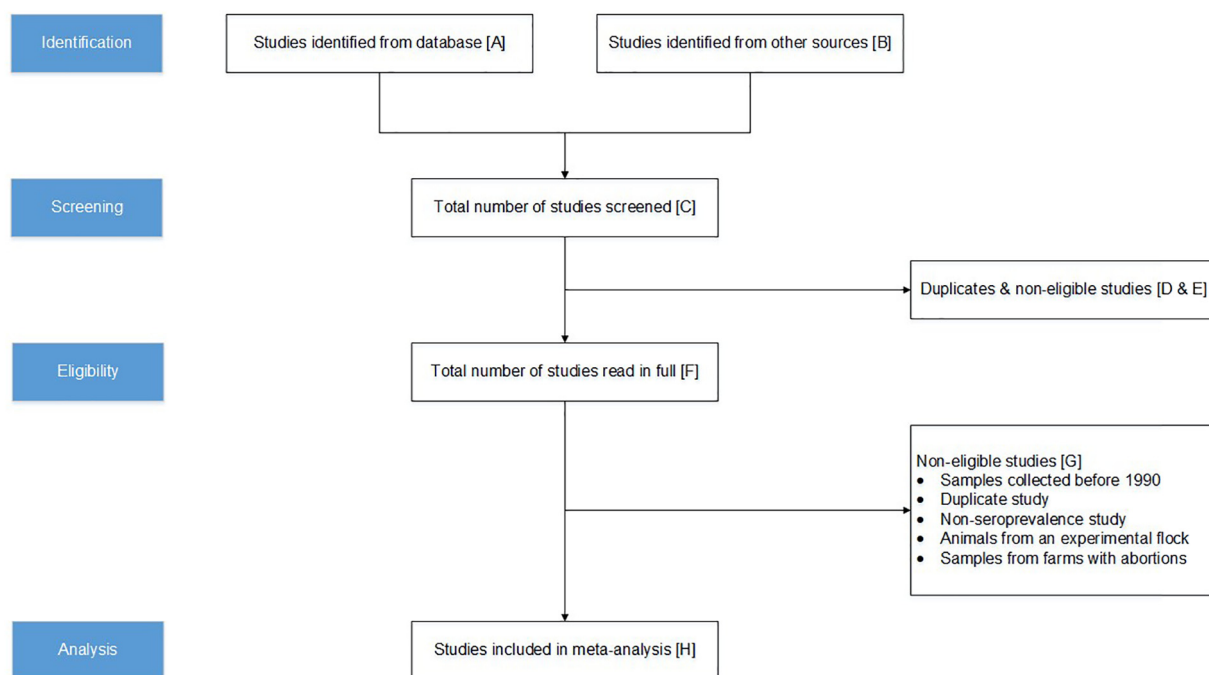 Identification
Studies identified from database [A]
Studies identified from other sources [B]
Screening
Total number of studies screened [C]
Duplicates & non-eligible studies [D & E]
Eligibility
Total number of studies read in full [F]
Non-eligible studies [G]
• Samples collected before 1990
• Duplicate study
• Non-seroprevalence study
• Animals from an experimental flock
• Samples from farms with abortions
Analysis
Studies included in meta-analysis [H]